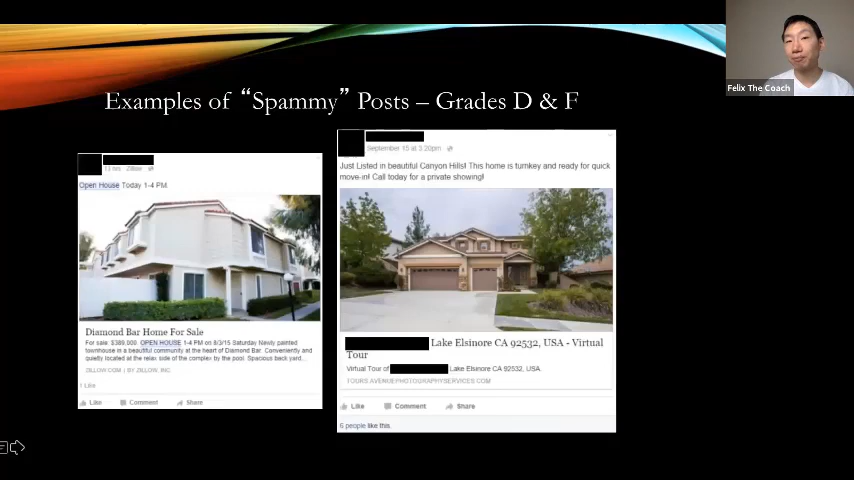 Felix The Coach
Examples of “Spammy” Posts – Grades D & F
13 hrs · Zillow ·
Open House Today 1-4 PM.
Diamond Bar Home For Sale
For sale: $389,000. OPEN HOUSE 1-4 PM on 8/3/15 Saturday Newly painted
townhouse in a beautiful community at the heart of Diamond Bar. Conveniently and
quietly located at the relax side of the complex by the pool. Spacious back yard...
ZILLOW.COM | BY ZILLOW, INC.
1 Like
Like Comment Share
September 15 at 3:20pm ·
Just Listed in beautiful Canyon Hills! This home is turnkey and ready for quick
move-in! Call today for a private showing!
Lake Elsinore CA 92532, USA - Virtual
Tour
Virtual Tour of Lake Elsinore CA 92532, USA.
TOURS.AVENUEPHOTOGRAPHYSERVICES.COM
Like Comment Share
6 people like this.